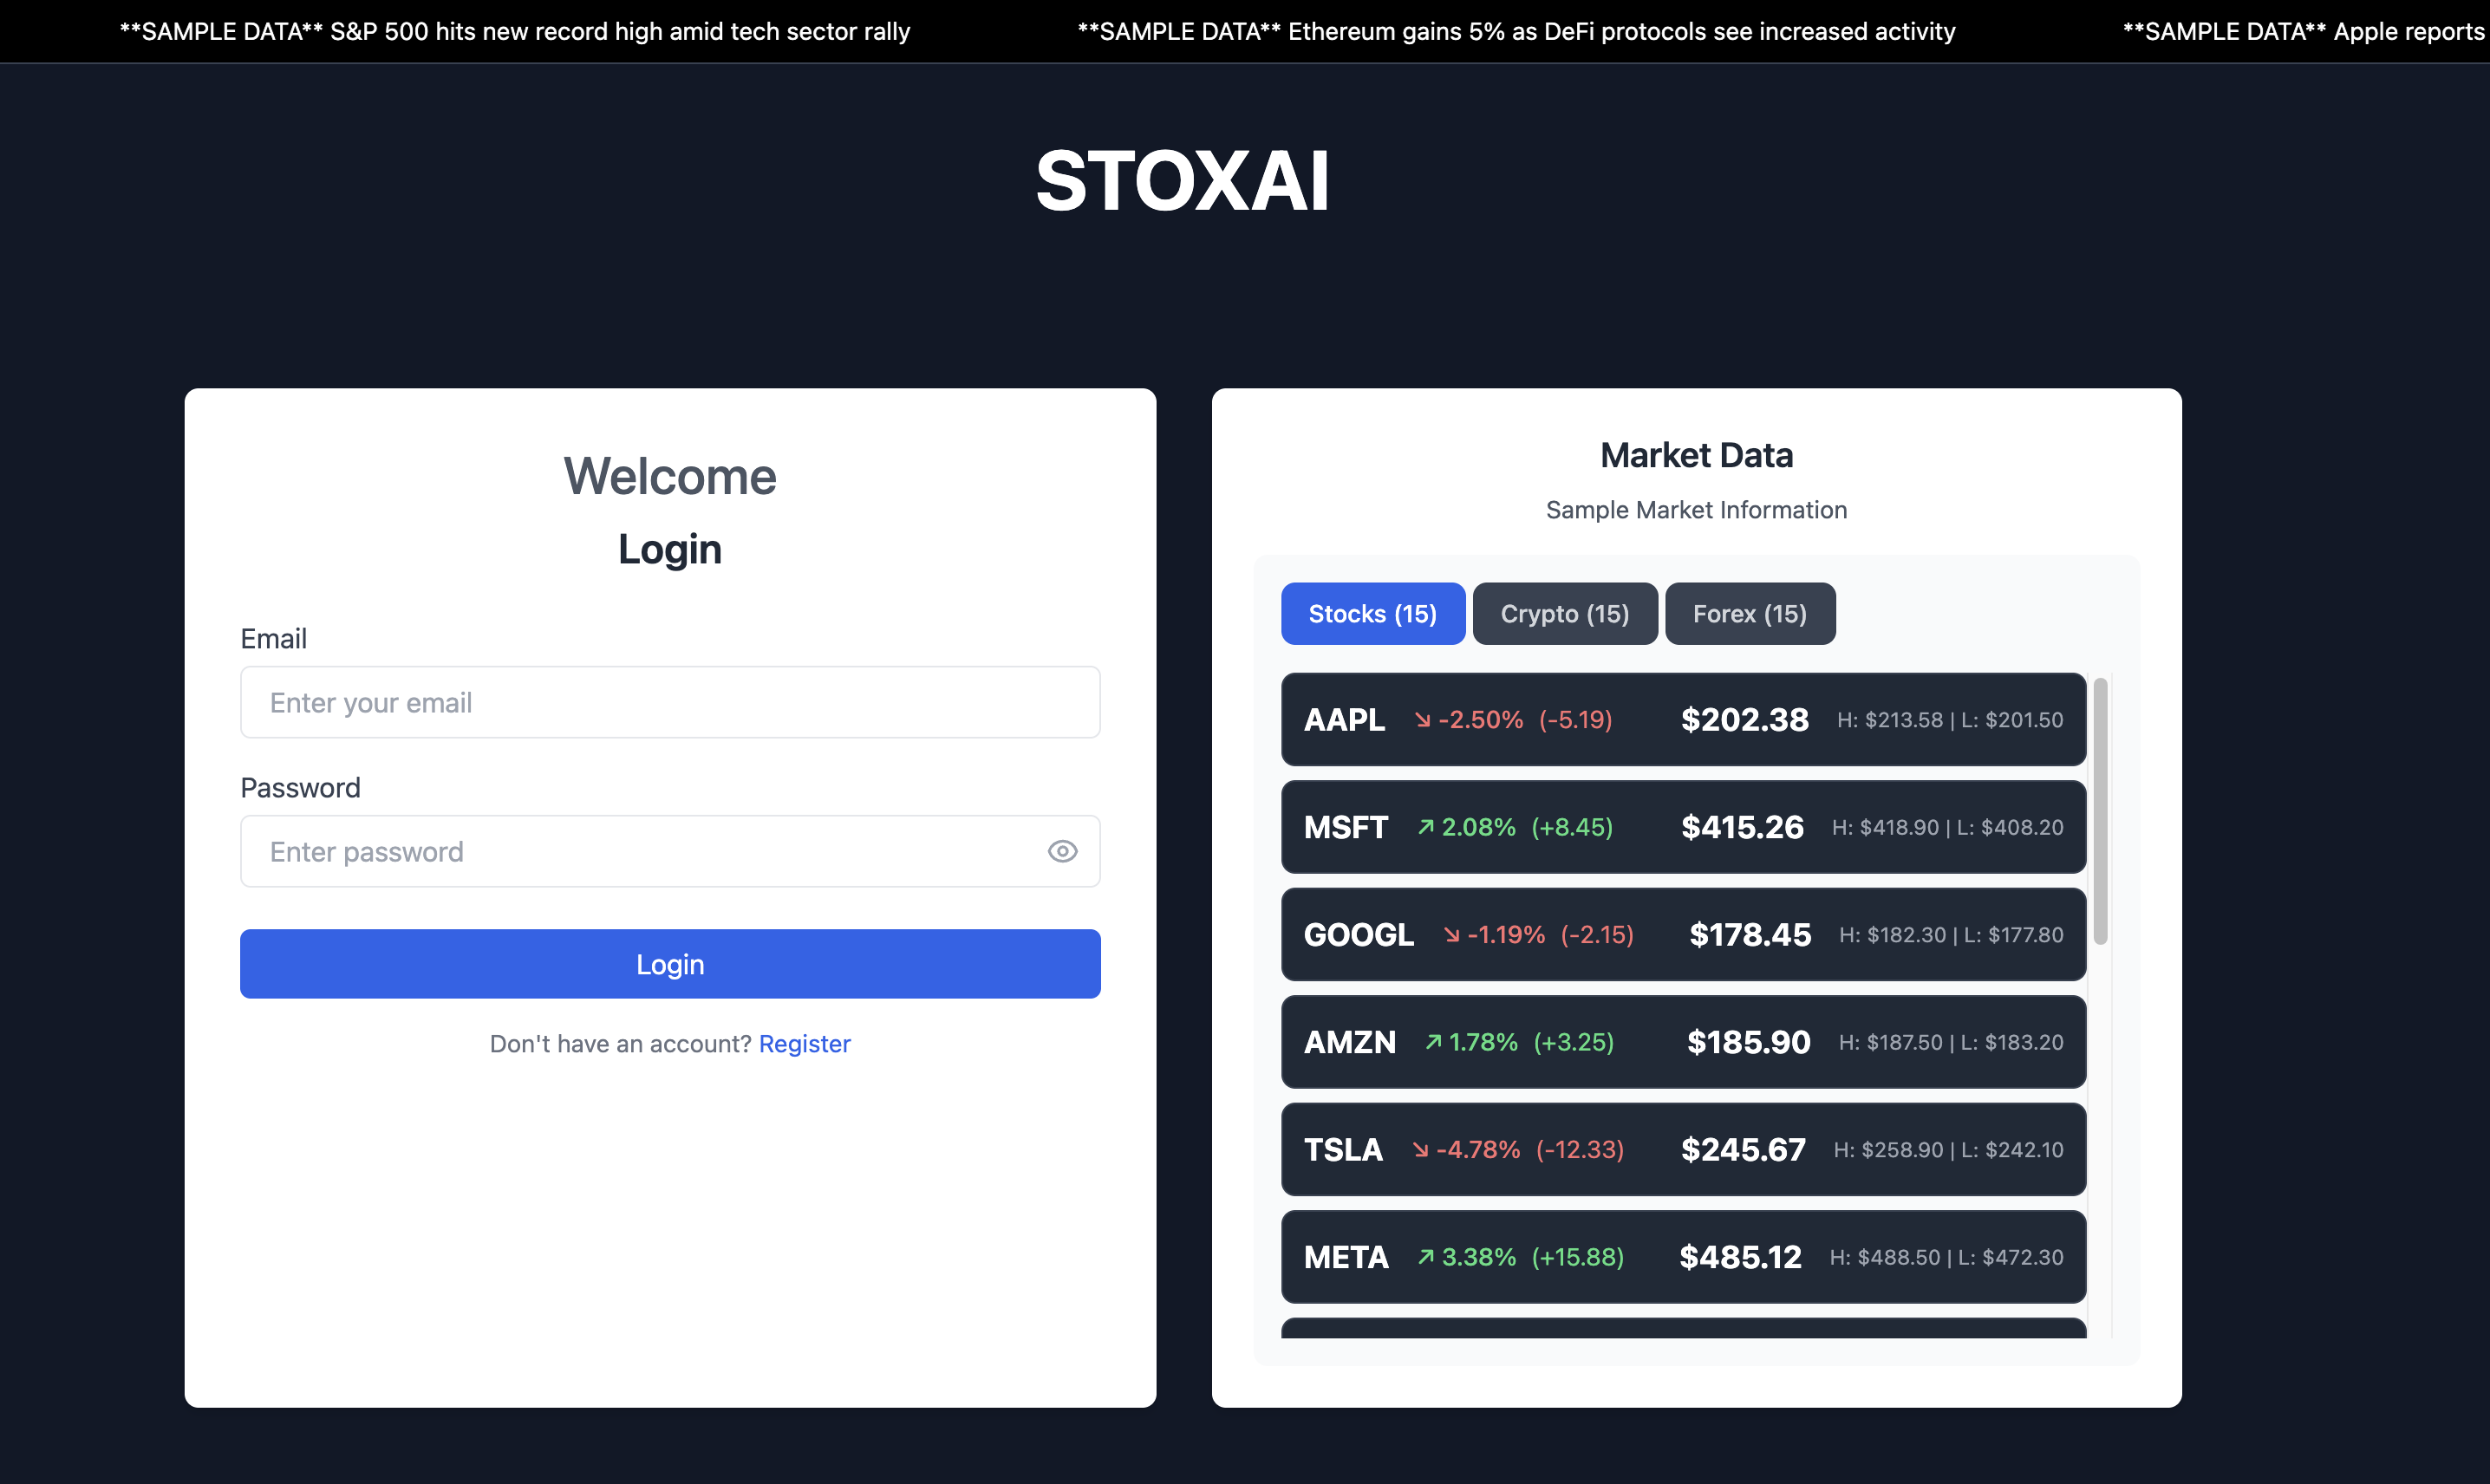 **SAMPLE DATA** S&P 500 hits new record high amid tech sector rally **SAMPLE DATA** Ethereum gains 5% as DeFi protocols see increased activity **SAMPLE DATA** Apple reports
STOXAI
Welcome
Login
Email
Enter your email
Password
Enter password
Login
Don't have an account? Register
Market Data
Sample Market Information
Stocks (15) Crypto (15) Forex (15)
AAPL ↘ -2.50% (-5.19) $202.38 H: $213.58 | L: $201.50
MSFT ↗ 2.08% (+8.45) $415.26 H: $418.90 | L: $408.20
GOOGL ↘ -1.19% (-2.15) $178.45 H: $182.30 | L: $177.80
AMZN ↗ 1.78% (+3.25) $185.90 H: $187.50 | L: $183.20
TSLA ↘ -4.78% (-12.33) $245.67 H: $258.90 | L: $242.10
META ↗ 3.38% (+15.88) $485.12 H: $488.50 | L: $472.30